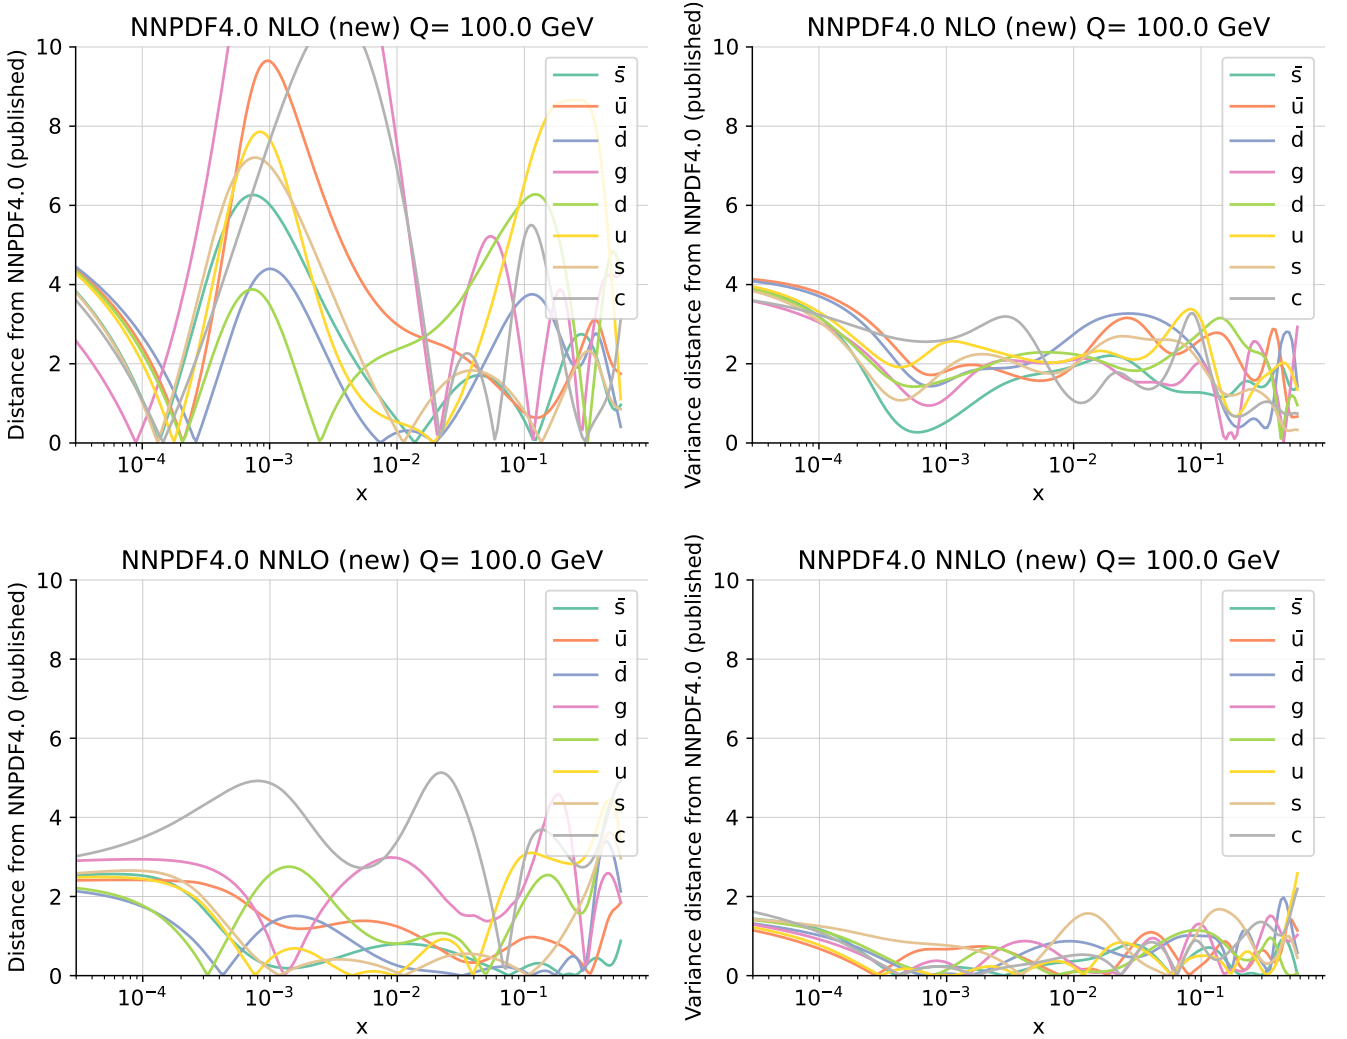 NNPDF4.0 NLO (new) Q= 100.0 GeV
Distance from NNPDF4.0 (published)
10
8
6
4
2
0
10⁻⁴
10⁻³
10⁻²
10⁻¹
x
s̄
ū
d̄
g
d
u
s
c
NNPDF4.0 NLO (new) Q= 100.0 GeV
Variance distance from NNPDF4.0 (published)
10
8
6
4
2
0
10⁻⁴
10⁻³
10⁻²
10⁻¹
x
s̄
ū
d̄
g
d
u
s
c
NNPDF4.0 NNLO (new) Q= 100.0 GeV
Distance from NNPDF4.0 (published)
10
8
6
4
2
0
10⁻⁴
10⁻³
10⁻²
10⁻¹
x
s̄
ū
d̄
g
d
u
s
c
NNPDF4.0 NNLO (new) Q= 100.0 GeV
Variance distance from NNPDF4.0 (published)
10
8
6
4
2
0
10⁻⁴
10⁻³
10⁻²
10⁻¹
x
s̄
ū
d̄
g
d
u
s
c